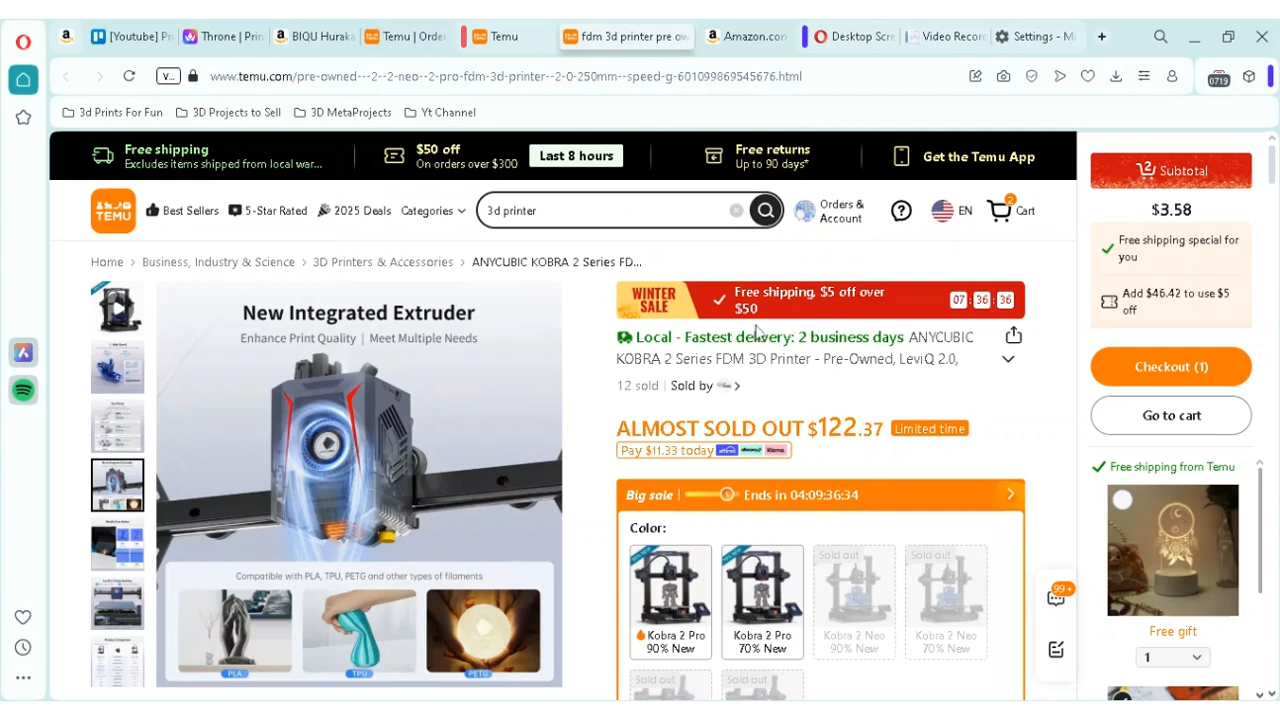 [Youtube] Pr
Throne | Prin
BIQU Huraka
Temu | Orde
Temu
fdm 3d printer pre ow
Amazon.con
Desktop Scre
Video Recor
Settings - Mi
V...
www.temu.com/pre-owned---2--2-neo--2-pro-fdm-3d-printer--2-0-250mm--speed-g-601099869545676.html
0719
3d Prints For Fun
3D Projects to Sell
3D MetaProjects
Yt Channel
Free shipping
Excludes items shipped from local war...
$50 off
On orders over $300
Last 8 hours
Free returns
Up to 90 days*
Get the Temu App
TEMU
Best Sellers
5-Star Rated
2025 Deals
Categories
3d printer
Orders &
Account
EN
2
Cart
Home > Business, Industry & Science > 3D Printers & Accessories > ANYCUBIC KOBRA 2 Series FD...
New Integrated Extruder
Enhance Print Quality | Meet Multiple Needs
Compatible with PLA, TPU, PETG and other types of filaments
PLA
TPU
PETG
WINTER
SALE
Free shipping, $5 off over
$50
07 : 36 : 36
Local - Fastest delivery: 2 business days ANYCUBIC
KOBRA 2 Series FDM 3D Printer - Pre-Owned, LeviQ 2.0,
12 sold | Sold by
ALMOST SOLD OUT $122.37 Limited time
Pay $11.33 today affirm afterpay Klarna.
Big sale | Ends in 04:09:36:34
Color:
Kobra 2 Pro
90% New
Kobra 2 Pro
70% New
Sold out
Kobra 2 Neo
90% New
Sold out
Kobra 2 Neo
70% New
Sold out
Sold out
99+
Subtotal
$3.58
Free shipping special for
you
Add $46.42 to use $5
off
Checkout (1)
Go to cart
Free shipping from Temu
Free gift
1